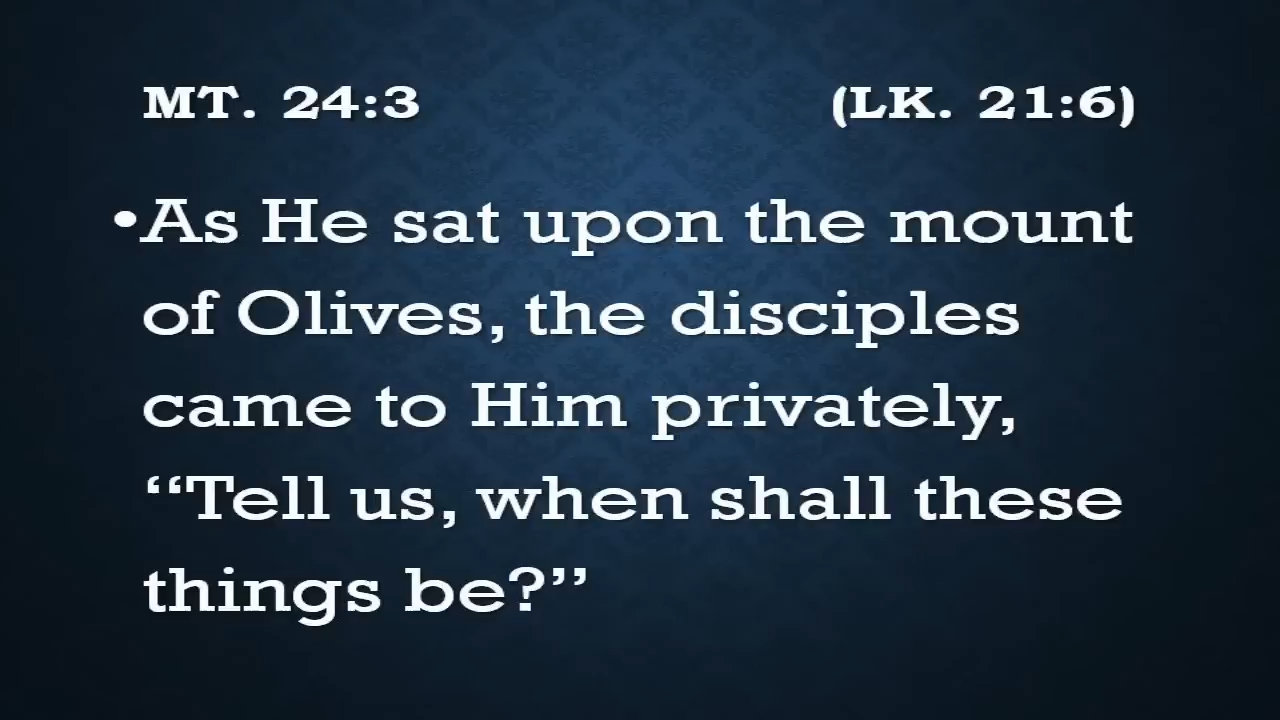 MT. 24:3 (LK. 21:6)
•As He sat upon the mount
of Olives, the disciples
came to Him privately,
“Tell us, when shall these
things be?”